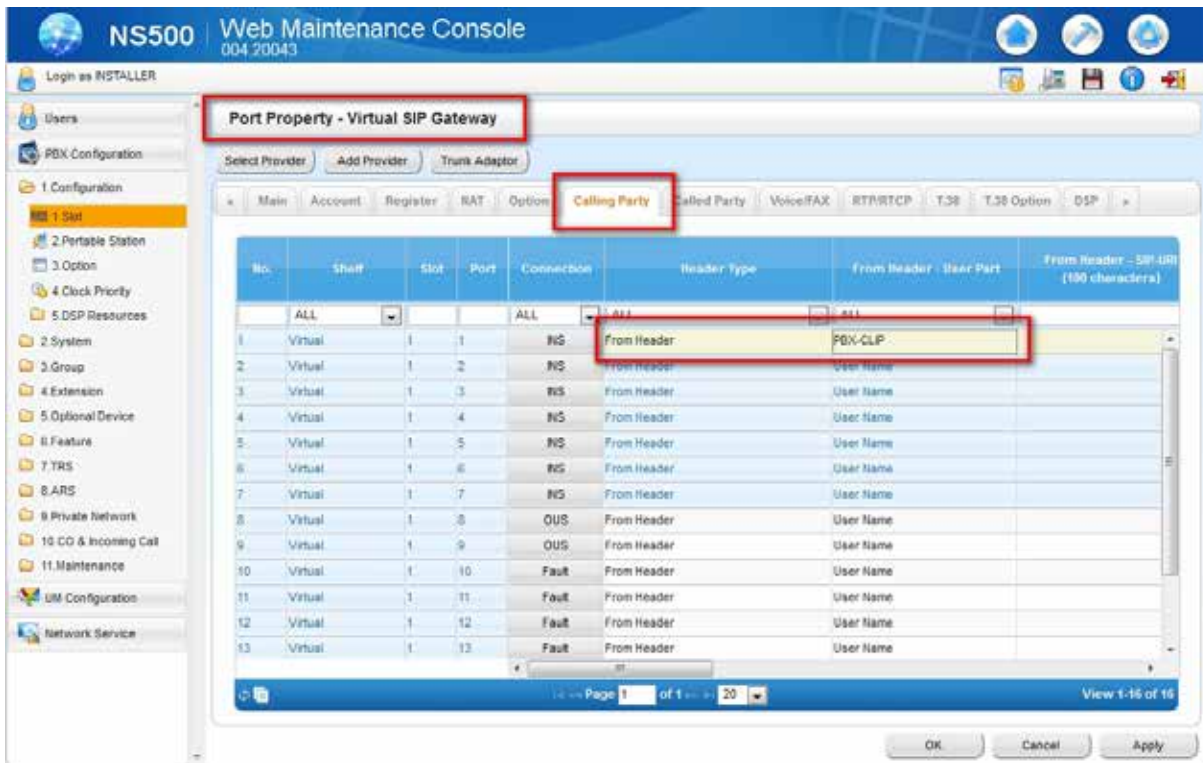 NS500 Web Maintenance Console
004.20043
Login as INSTALLER
Users
PBX Configuration
1.Configuration
1.Slot
2.Portable Station
3.Option
4.Clock Priority
5.DSP Resources
2.System
3.Group
4.Extension
5.Optional Device
6.Feature
7.TRS
8.ARS
9.Private Network
10.CO & Incoming Call
11.Maintenance
UM Configuration
Network Service
Port Property - Virtual SIP Gateway
Select Provider Add Provider Trunk Adaptor
Main Account Register NAT Option Calling Party Called Party Voice/FAX RTP/RTCP T.38 T.38 Option DSP
No. Shelf Slot Port Connection Header Type From Header - User Part From Header - SIP-URI (100 characters)
ALL ALL ALL ALL
1 Virtual 1 1 INS From Header PBX-CLIP
2 Virtual 1 2 INS From Header User Name
3 Virtual 1 3 INS From Header User Name
4 Virtual 1 4 INS From Header User Name
5 Virtual 1 5 INS From Header User Name
6 Virtual 1 6 INS From Header User Name
7 Virtual 1 7 INS From Header User Name
8 Virtual 1 8 OUS From Header User Name
9 Virtual 1 9 OUS From Header User Name
10 Virtual 1 10 Fault From Header User Name
11 Virtual 1 11 Fault From Header User Name
12 Virtual 1 12 Fault From Header User Name
13 Virtual 1 13 Fault From Header User Name
Page 1 of 1 20 View 1-16 of 16
OK Cancel Apply